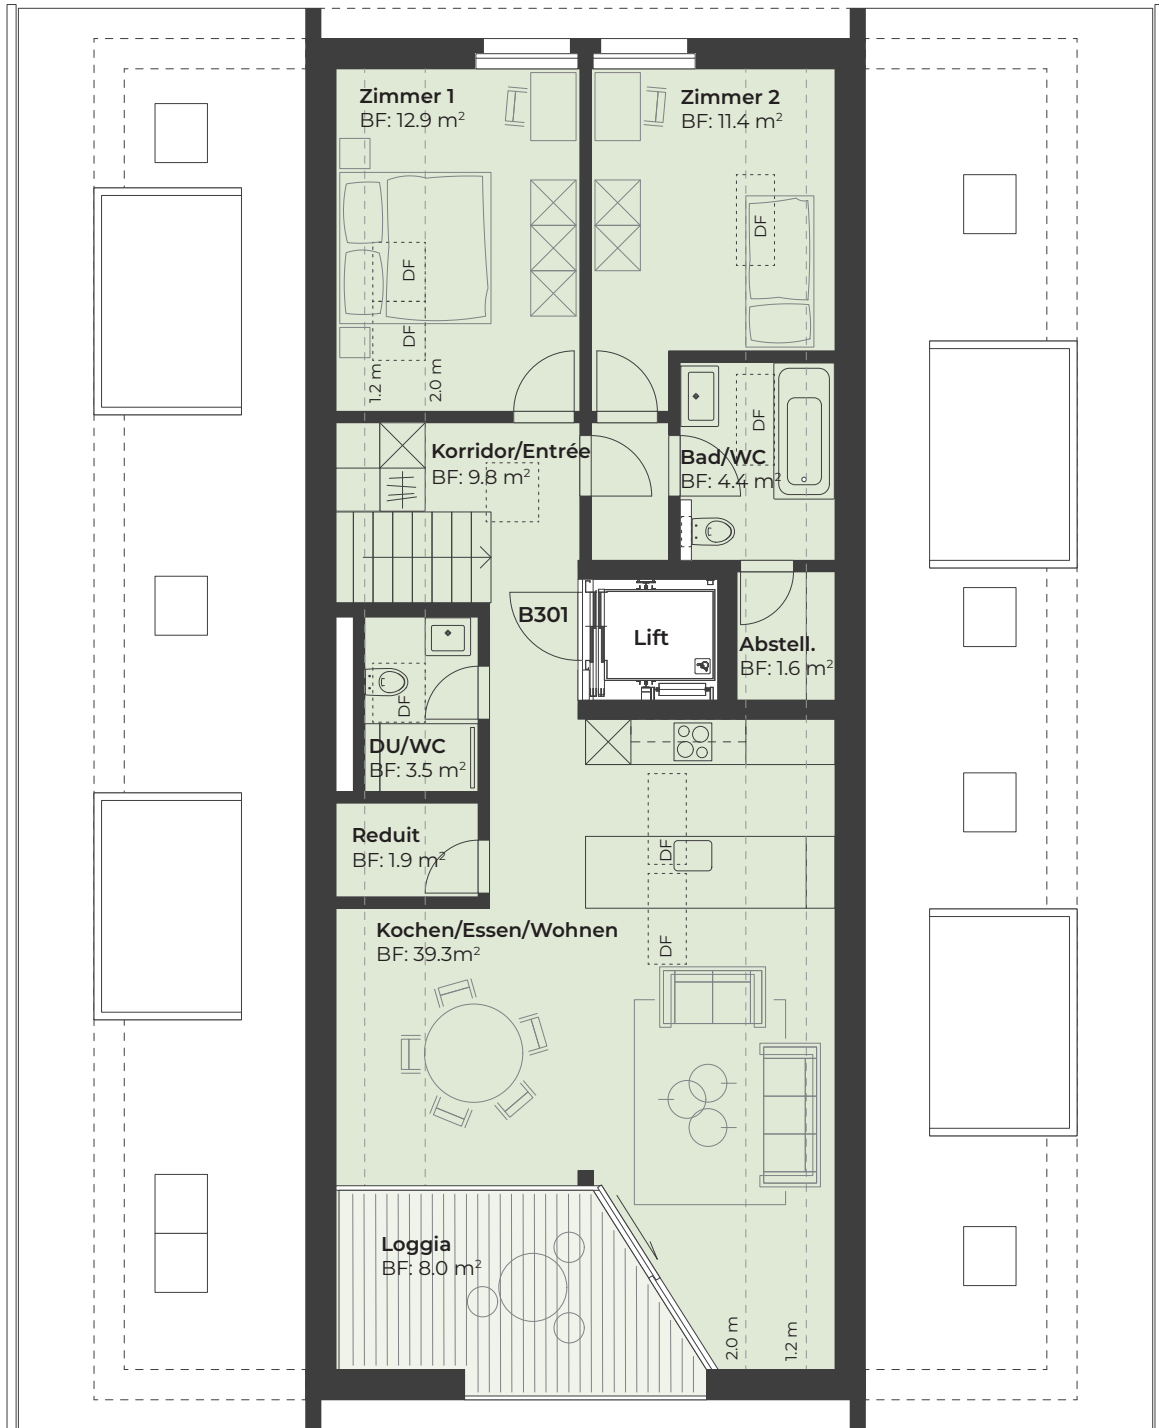 Zimmer 1
BF: 12.9 m²
Zimmer 2
BF: 11.4 m²
DF
DF
DF
1.2 m
2.0 m
DF
Korridor/Entrée
BF: 9.8 m²
Bad/WC
BF: 4.4 m²
B301
Lift
Abstell.
BF: 1.6 m²
DF
DU/WC
BF: 3.5 m²
Reduit
BF: 1.9 m²
DF
Kochen/Essen/Wohnen
BF: 39.3m²
DF
Loggia
BF: 8.0 m²
2.0 m
1.2 m